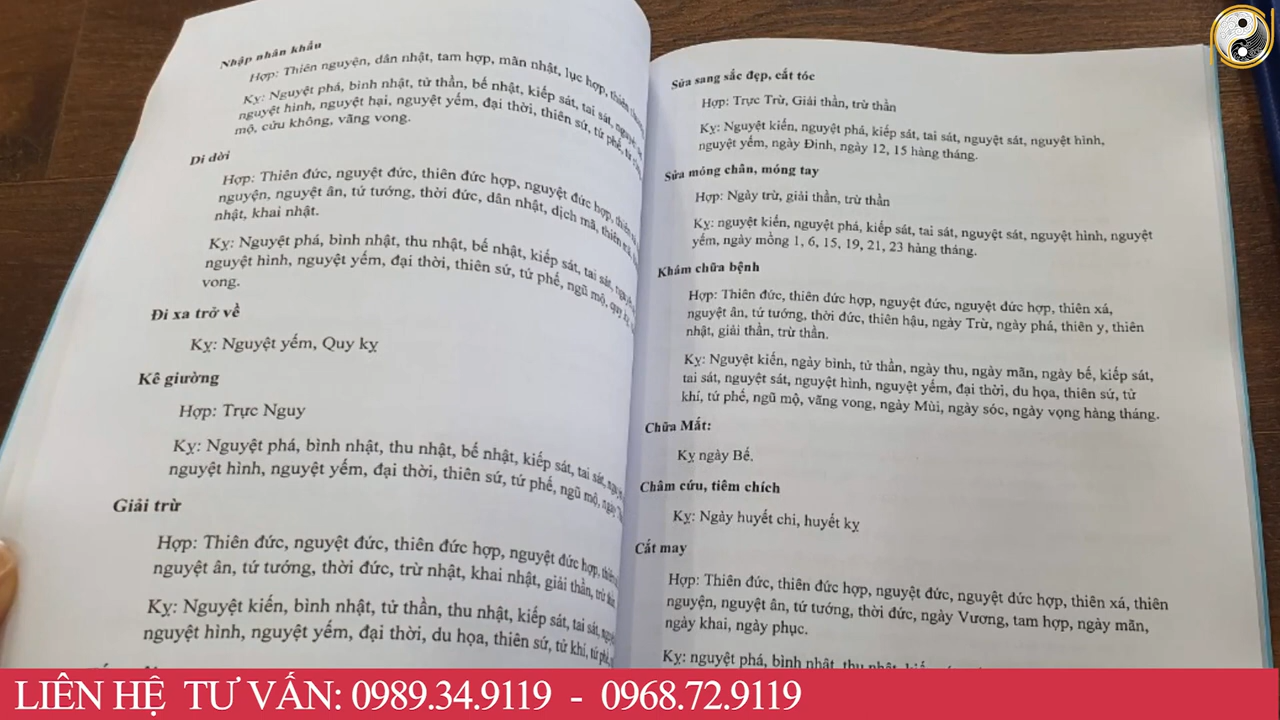 Nhập nhân khẩu
Hợp: Thiên nguyện, dân nhật, tam hợp, mãn nhật, lục hợp,
Kỵ: Nguyệt phá, bình nhật, tử thần, bế nhật, kiếp sát, tai sát,
nguyệt hình, nguyệt hại, nguyệt yếm, đại thời, thiên sứ, tứ phế,
mộ, cửu không, vãng vong.
Di dời
Hợp: Thiên đức, nguyệt đức, thiên đức hợp, nguyệt đức hợp,
nguyện, nguyệt ân, tứ tướng, thời đức, dân nhật, dịch mã,
nhật, khai nhật.
Kỵ: Nguyệt phá, bình nhật, thu nhật, bế nhật, kiếp sát, tai sát,
nguyệt hình, nguyệt yếm, đại thời, thiên sứ, tứ phế, ngũ mộ,
vong.
Đi xa trở về
Kỵ: Nguyệt yếm, Quy kỵ
Kê giường
Hợp: Trực Nguy
Kỵ: Nguyệt phá, bình nhật, thu nhật, bế nhật, kiếp sát, tai sát,
nguyệt hình, nguyệt yếm, đại thời, thiên sứ, tứ phế, ngũ mộ, ngày
Giải trừ
Hợp: Thiên đức, nguyệt đức, thiên đức hợp, nguyệt đức hợp,
nguyệt ân, tứ tướng, thời đức, trừ nhật, khai nhật, giải thần,
Kỵ: Nguyệt kiến, bình nhật, tử thần, thu nhật, kiếp sát, tai sát,
nguyệt hình, nguyệt yếm, đại thời, du họa, thiên sứ, tử khí,
Sửa sang sắc đẹp, cắt tóc
Hợp: Trực Trừ, Giải thần, trừ thần
Kỵ: Nguyệt kiến, nguyệt phá, kiếp sát, tai sát, nguyệt sát, nguyệt hình,
nguyệt yếm, ngày Đinh, ngày 12, 15 hàng tháng.
Sửa móng chân, móng tay
Hợp: Ngày trừ, giải thần, trừ thần
Kỵ: nguyệt kiến, nguyệt phá, kiếp sát, tai sát, nguyệt sát, nguyệt hình, nguyệt
yếm, ngày mồng 1, 6, 15, 19, 21, 23 hàng tháng.
Khám chữa bệnh
Hợp: Thiên đức, thiên đức hợp, nguyệt đức, nguyệt đức hợp, thiên xá,
nguyệt ân, tứ tướng, thời đức, thiên hậu, ngày Trừ, ngày phá, thiên y, thiên
nhật, giải thần, trừ thần.
Kỵ: Nguyệt kiến, ngày bình, tử thần, ngày thu, ngày mãn, ngày bế, kiếp sát,
tai sát, nguyệt sát, nguyệt hình, nguyệt yếm, đại thời, du họa, thiên sứ, tử
khí, tứ phế, ngũ mộ, vãng vong, ngày Mùi, ngày sóc, ngày vọng hàng tháng.
Chữa Mắt:
Kỵ ngày Bế.
Châm cứu, tiêm chích
Kỵ: Ngày huyết chi, huyết kỵ
Cắt may
Hợp: Thiên đức, thiên đức hợp, nguyệt đức, nguyệt đức hợp, thiên xá, thiên
nguyện, nguyệt ân, tứ tướng, thời đức, ngày Vương, tam hợp, ngày mãn,
ngày khai, ngày phục.
Kỵ: nguyệt phá, bình nhật, thu nhật,
LIÊN HỆ TƯ VẤN: 0989.34.9119 - 0968.72.9119